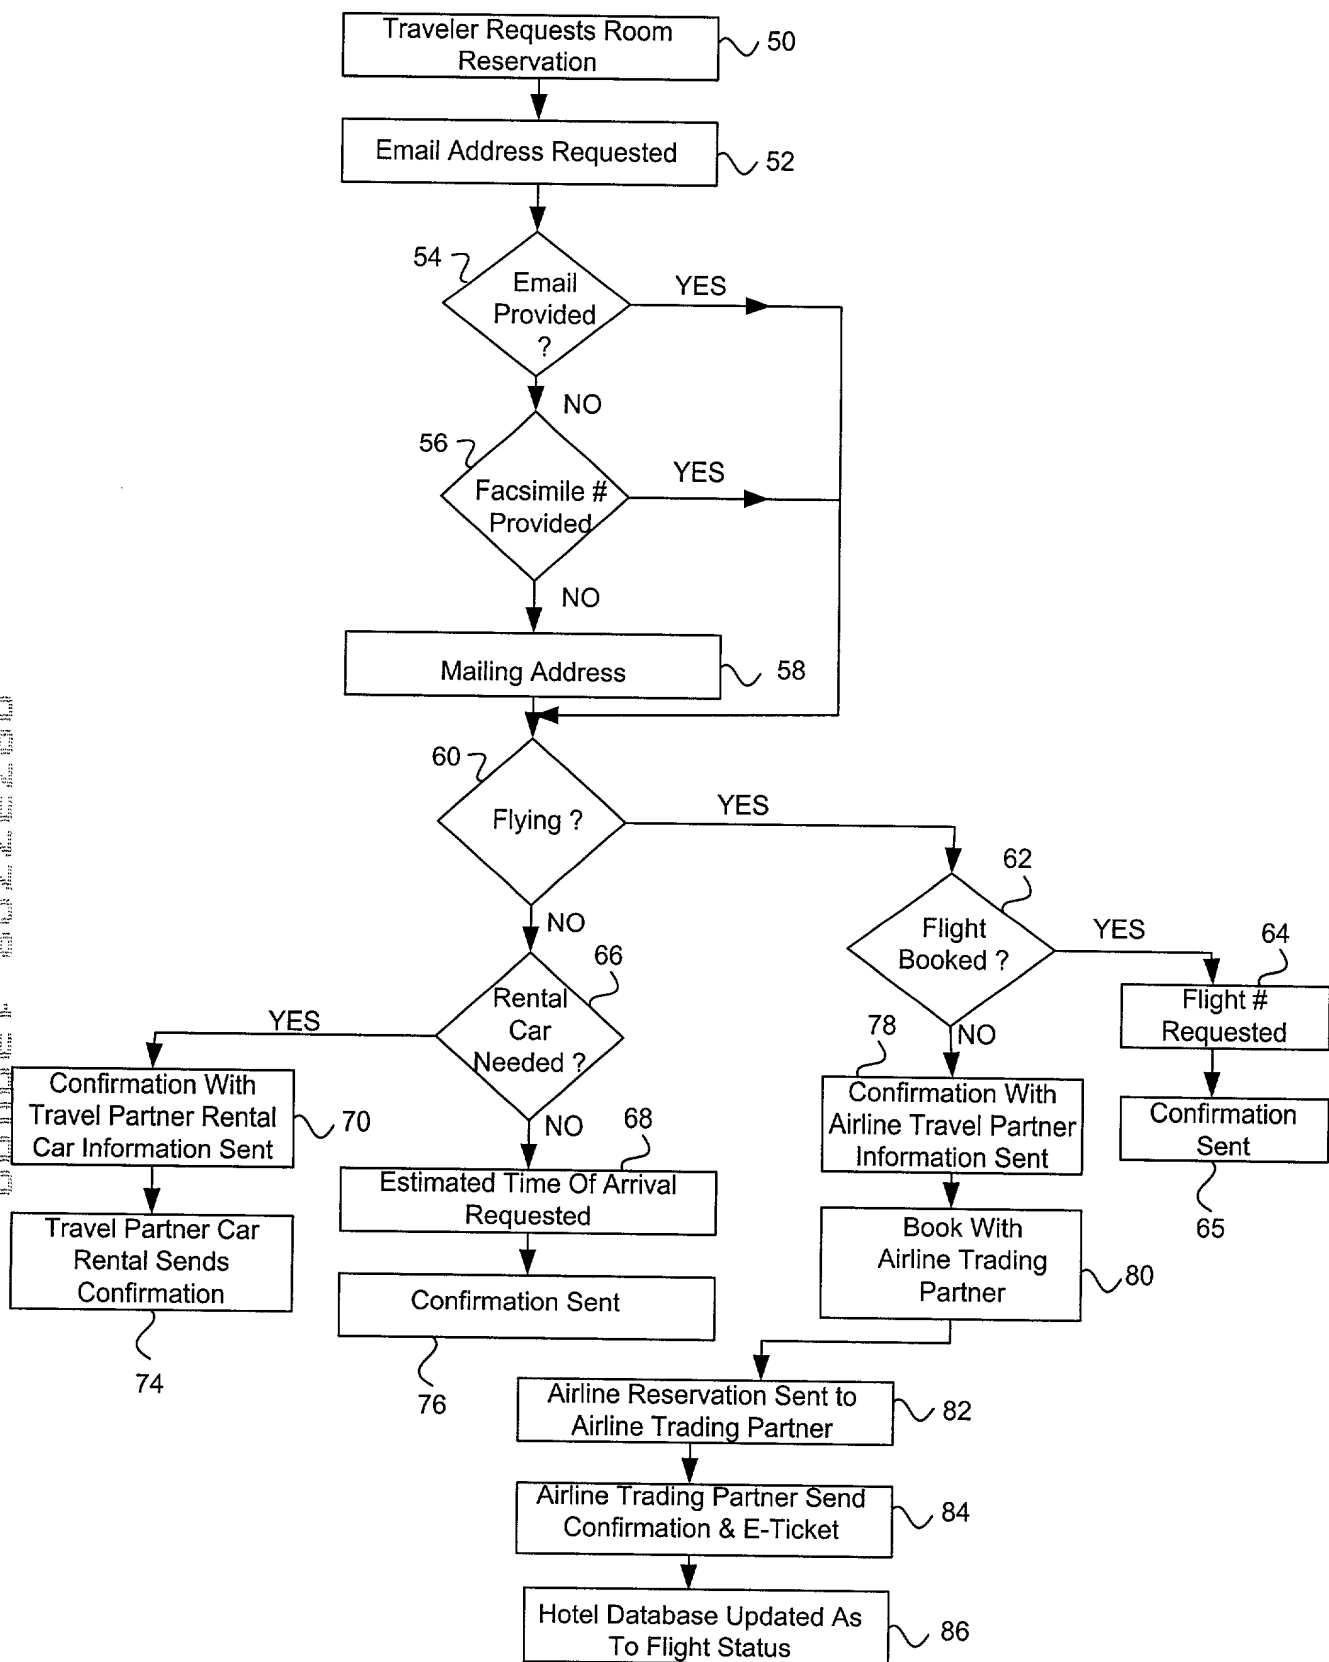 Traveler Requests Room
Reservation
50
Email Address Requested
52
54
Email
Provided
?
YES
NO
56
Facsimile #
Provided
YES
NO
Mailing Address
58
60
Flying ?
YES
NO
62
Flight
Booked ?
YES
NO
64
Flight #
Requested
Confirmation
Sent
65
66
Rental
Car
Needed ?
YES
NO
Confirmation With
Travel Partner Rental
Car Information Sent
70
Travel Partner Car
Rental Sends
Confirmation
74
68
Estimated Time Of Arrival
Requested
Confirmation Sent
76
78
Confirmation With
Airline Travel Partner
Information Sent
Book With
Airline Trading
Partner
80
Airline Reservation Sent to
Airline Trading Partner
82
Airline Trading Partner Send
Confirmation & E-Ticket
84
Hotel Database Updated As
To Flight Status
86